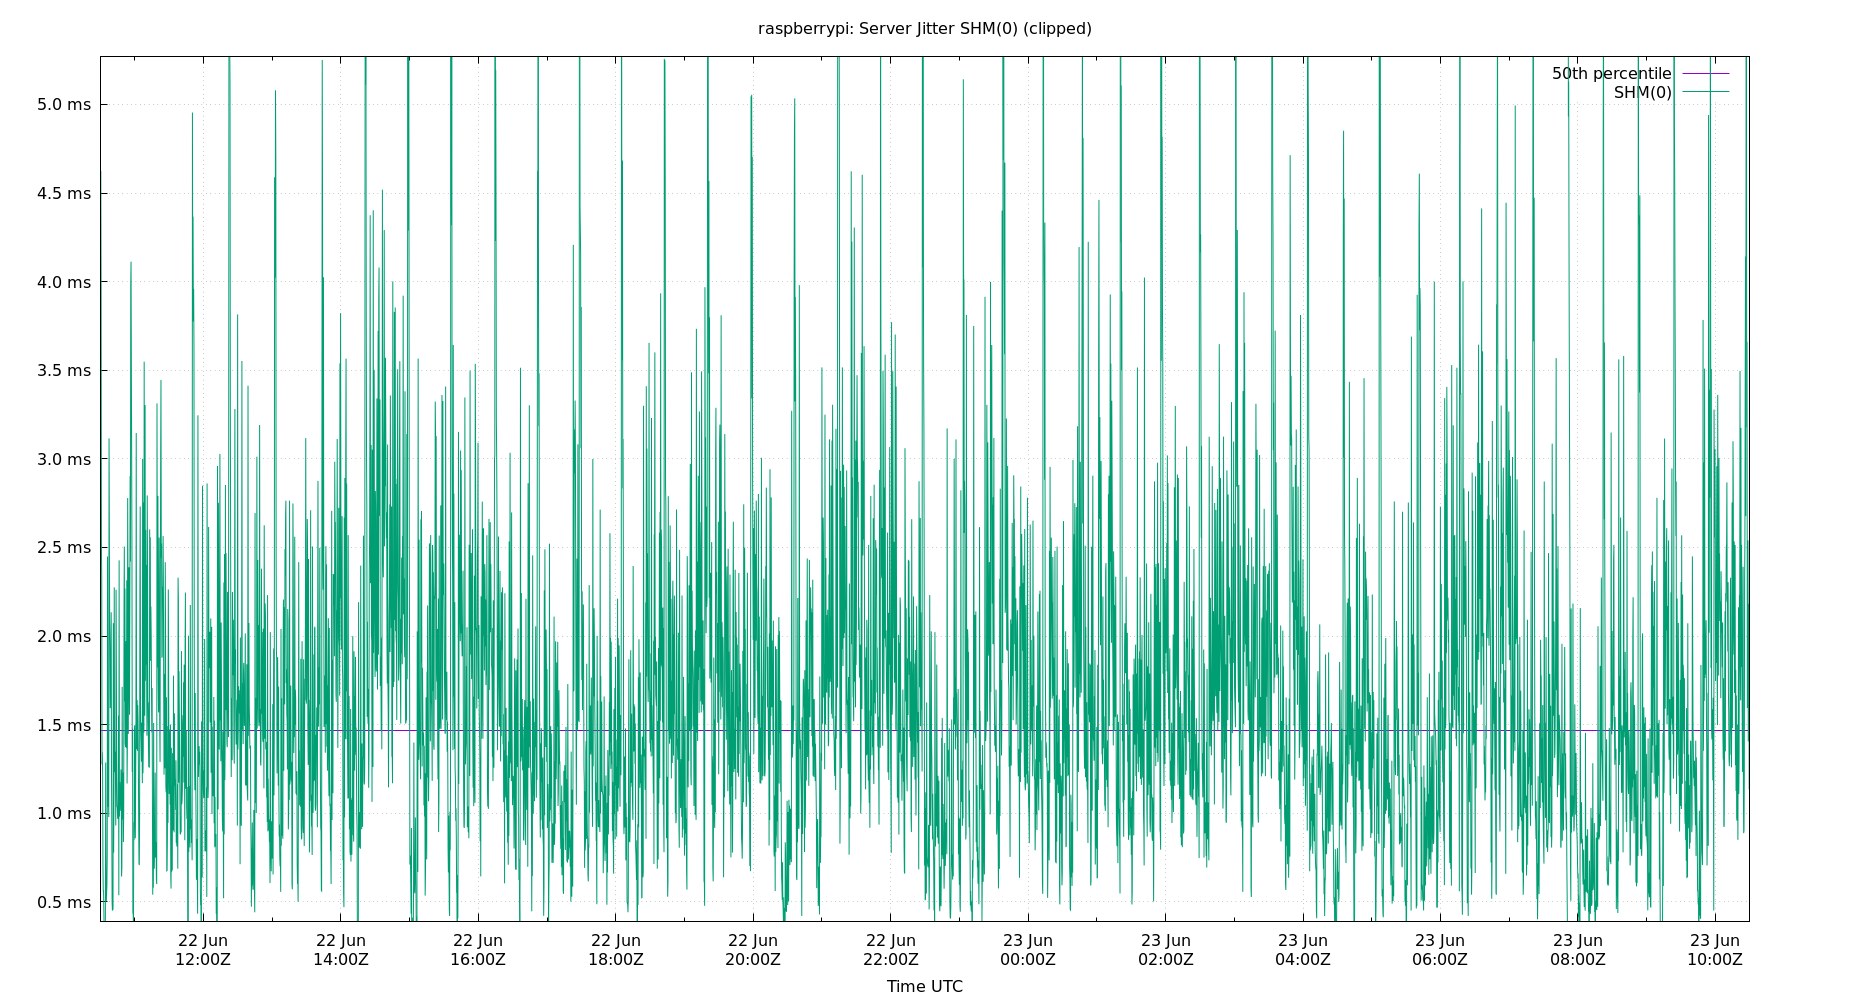 raspberrypi: Server Jitter SHM(0) (clipped)
50th percentile
SHM(0)
5.0 ms
4.5 ms
4.0 ms
3.5 ms
3.0 ms
2.5 ms
2.0 ms
1.5 ms
1.0 ms
0.5 ms
22 Jun 22 Jun 22 Jun 22 Jun 22 Jun 22 Jun 23 Jun 23 Jun 23 Jun 23 Jun 23 Jun 23 Jun
12:00Z 14:00Z 16:00Z 18:00Z 20:00Z 22:00Z 00:00Z 02:00Z 04:00Z 06:00Z 08:00Z 10:00Z
Time UTC